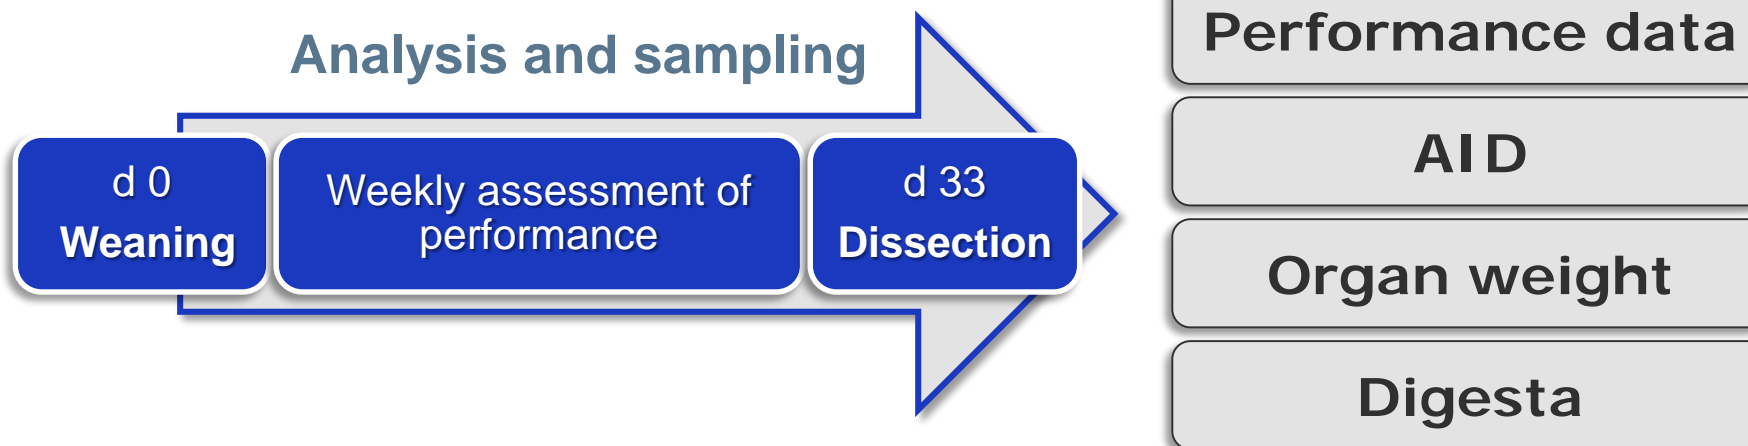 Analysis and sampling
d 0
Weaning
Weekly assessment of
performance
d 33
Dissection
Performance data
AID
Organ weight
Digesta